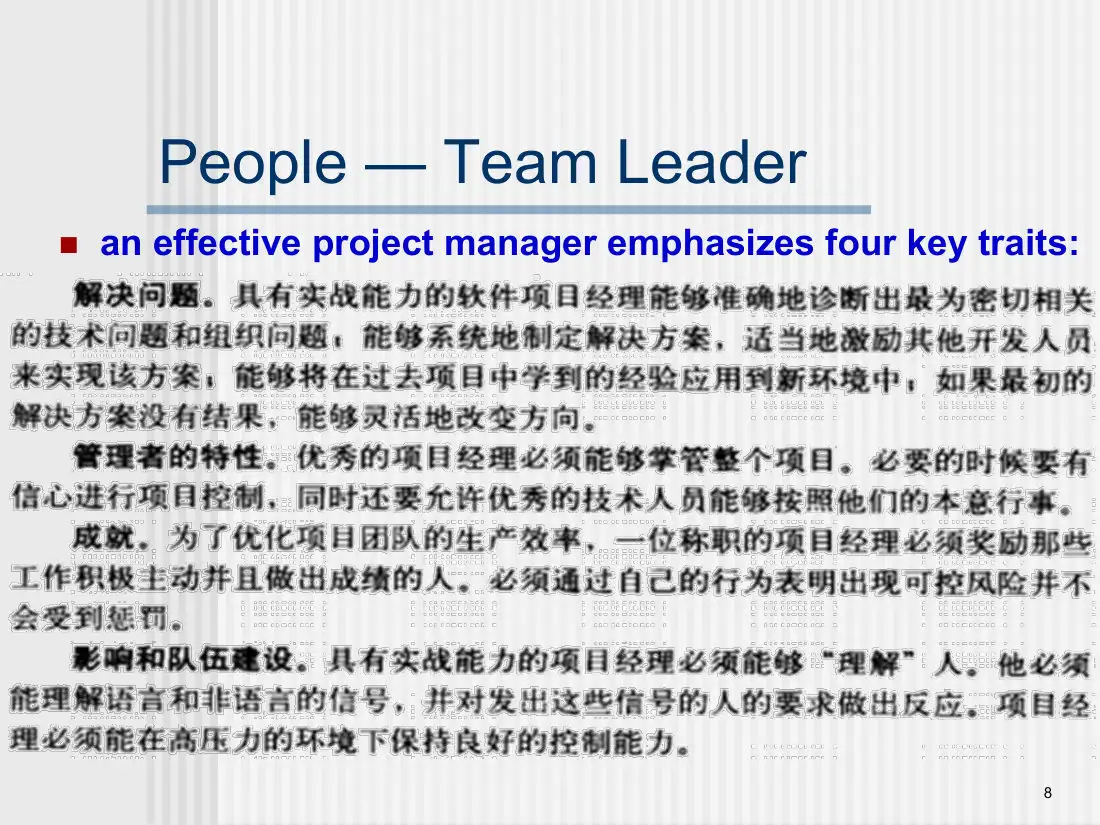 People — Team Leader
an effective project manager emphasizes four key traits:
解决问题。具有实战能力的软件项目经理能够准确地诊断出最为密切相关
的技术问题和组织问题；能够系统地制定解决方案，适当地激励其他开发人员
来实现该方案；能够将在过去项目中学到的经验应用到新环境中；如果最初的
解决方案没有结果，能够灵活地改变方向。
管理者的特性。优秀的项目经理必须能够掌管整个项目。必要的时候要有
信心进行项目控制，同时还要允许优秀的技术人员能够按照他们的本意行事。
成就。为了优化项目团队的生产效率，一位称职的项目经理必须奖励那些
工作积极主动并且做出成绩的人。必须通过自己的行为表明出现可控风险并不
会受到惩罚。
影响和队伍建设。具有实战能力的项目经理必须能够“理解”人。他必须
能理解语言和非语言的信号，并对发出这些信号的人的要求做出反应。项目经
理必须能在高压力的环境下保持良好的控制能力。
8